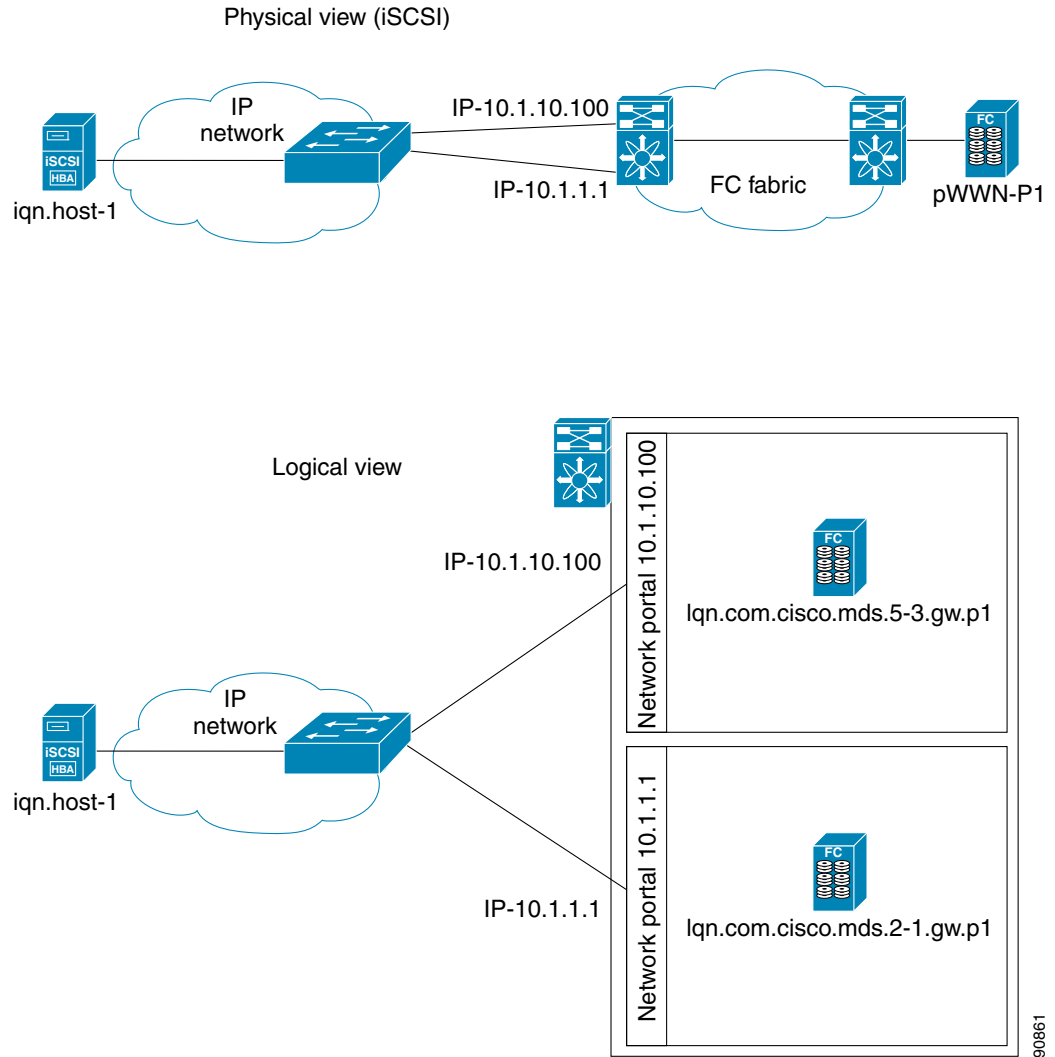 Physical view (iSCSI)
IP
network
IP-10.1.10.100
IP-10.1.1.1
iSCSI
HBA
iqn.host-1
FC fabric
FC
pWWN-P1
Logical view
IP-10.1.10.100
Network portal 10.1.10.100
FC
Iqn.com.cisco.mds.5-3.gw.p1
IP
network
iSCSI
HBA
iqn.host-1
IP-10.1.1.1
Network portal 10.1.1.1
FC
Iqn.com.cisco.mds.2-1.gw.p1
90861